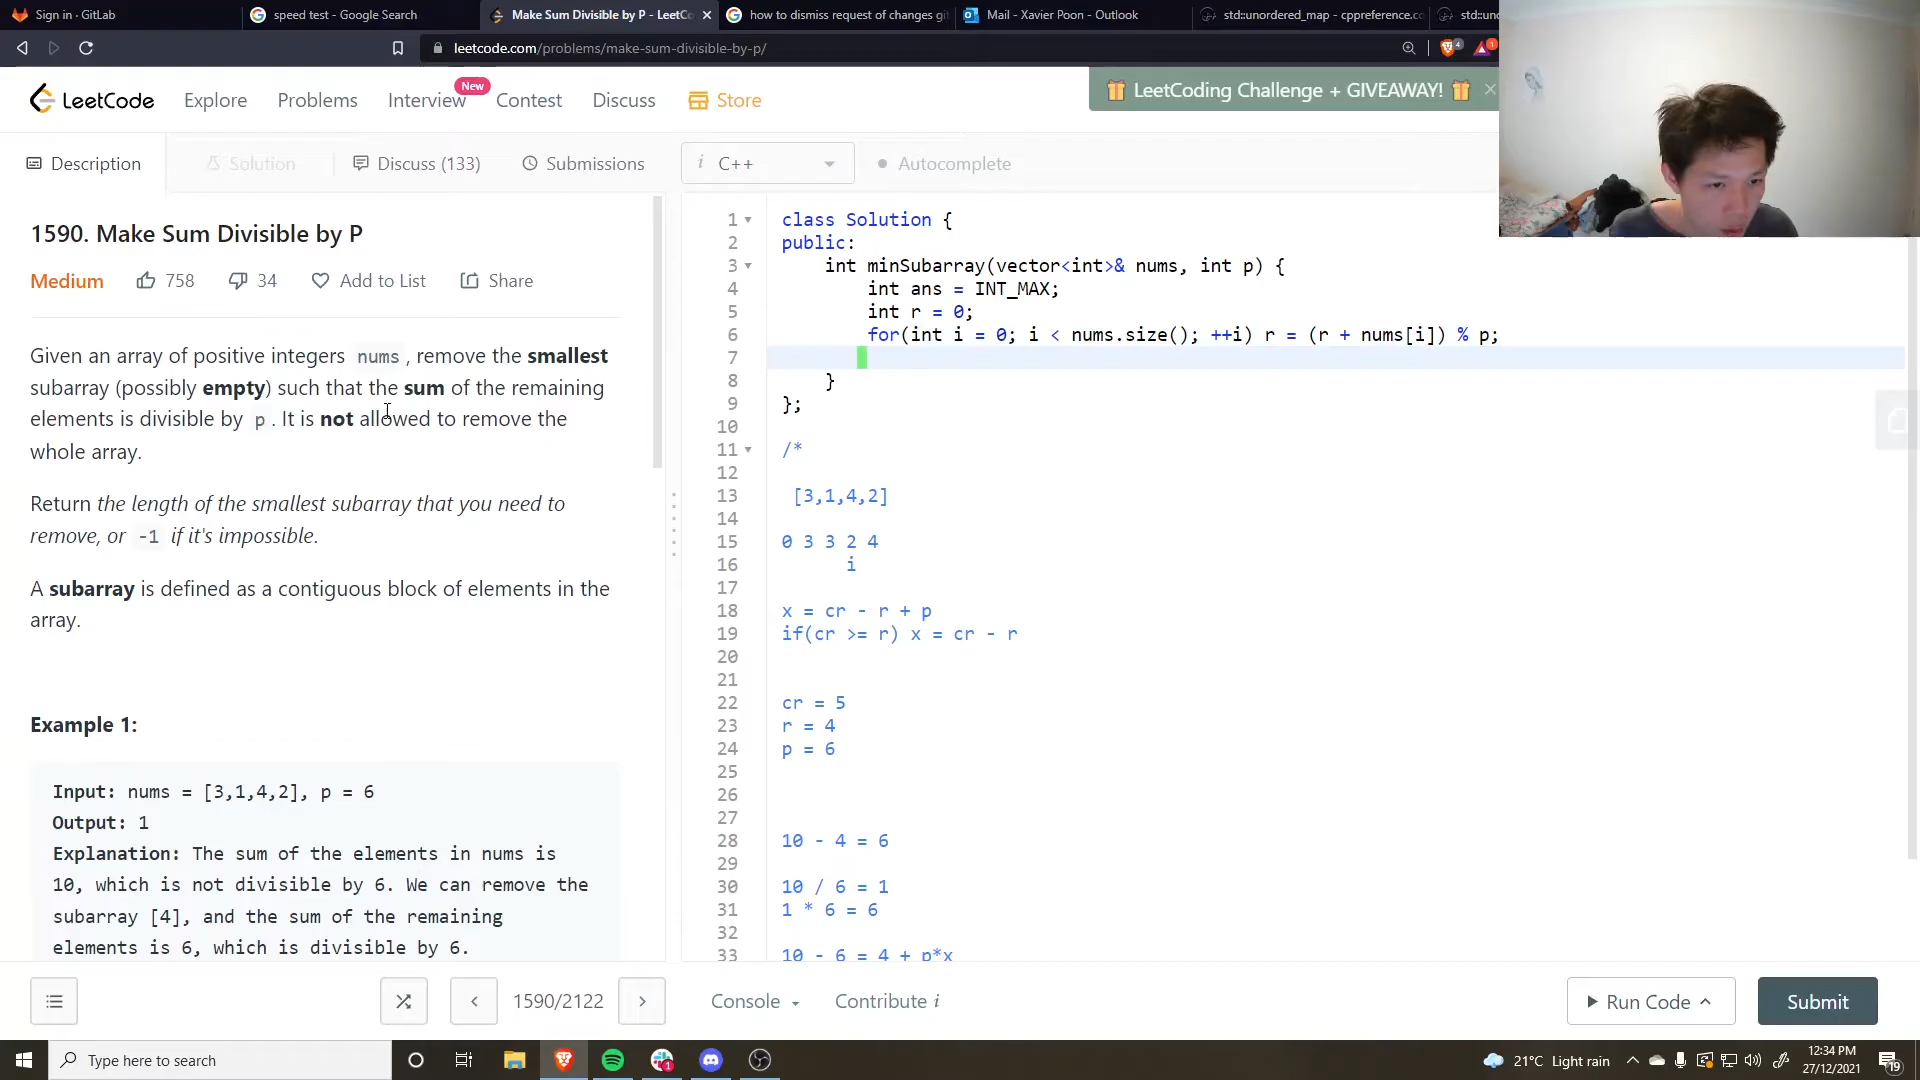 Sign in · GitLab
speed test - Google Search
Make Sum Divisible by P - LeetCo
how to dismiss request of changes gi
Mail - Xavier Poon - Outlook
std::unordered_map - cppreference.co
std::uno
leetcode.com/problems/make-sum-divisible-by-p/
4
1
LeetCode
Explore
Problems
Interview
New
Contest
Discuss
Store
LeetCoding Challenge + GIVEAWAY!
Description
Solution
Discuss (133)
Submissions
i C++
Autocomplete
1590. Make Sum Divisible by P
Medium
758
34
Add to List
Share
Given an array of positive integers nums, remove the smallest
subarray (possibly empty) such that the sum of the remaining
elements is divisible by p. It is not allowed to remove the
whole array.
Return the length of the smallest subarray that you need to
remove, or -1 if it's impossible.
A subarray is defined as a contiguous block of elements in the
array.
Example 1:
Input: nums = [3,1,4,2], p = 6
Output: 1
Explanation: The sum of the elements in nums is
10, which is not divisible by 6. We can remove the
subarray [4], and the sum of the remaining
elements is 6, which is divisible by 6.
1 class Solution {
2 public:
3 int minSubarray(vector<int>& nums, int p) {
4 int ans = INT_MAX;
5 int r = 0;
6 for(int i = 0; i < nums.size(); ++i) r = (r + nums[i]) % p;
7
8 }
9 };
10
11 /*
12
13 [3,1,4,2]
14
15 0 3 3 2 4
16 i
17
18 x = cr - r + p
19 if(cr >= r) x = cr - r
20
21
22 cr = 5
23 r = 4
24 p = 6
25
26
27
28 10 - 4 = 6
29
30 10 / 6 = 1
31 1 * 6 = 6
32
33 10 - 6 = 4 + p*x
1590/2122
Console
Contribute i
Run Code
Submit
Type here to search
1
21°C Light rain
12:34 PM
27/12/2021
19